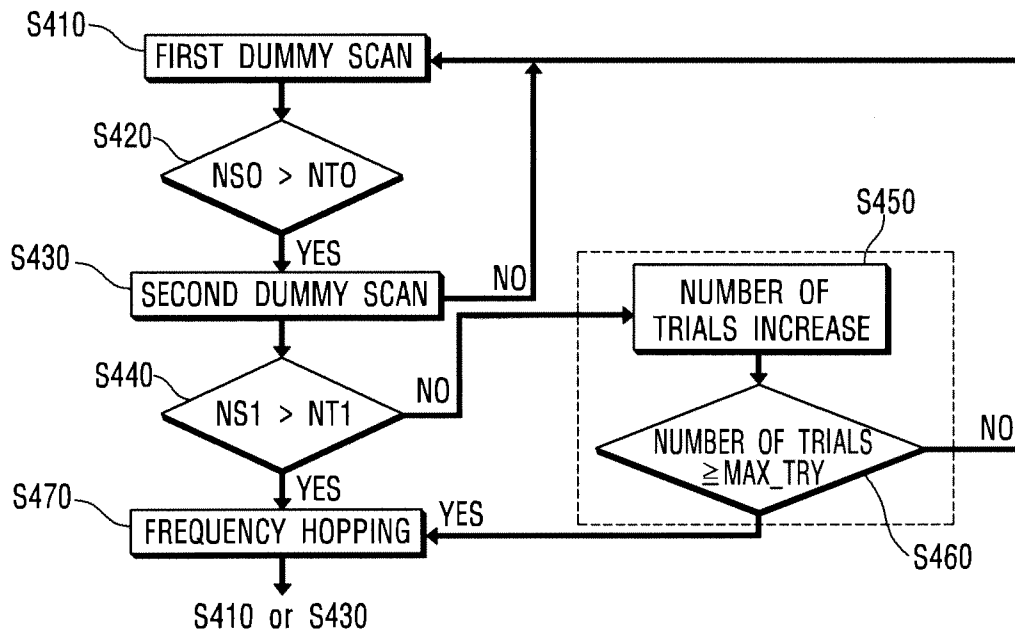 S410
FIRST DUMMY SCAN
S420
NS0 > NT0
YES
S430
SECOND DUMMY SCAN
NO
S440
NS1 > NT1
NO
YES
S450
NUMBER OF
TRIALS INCREASE
NUMBER OF TRIALS
≧MAX_TRY
NO
S460
YES
S470
FREQUENCY HOPPING
S410 or S430